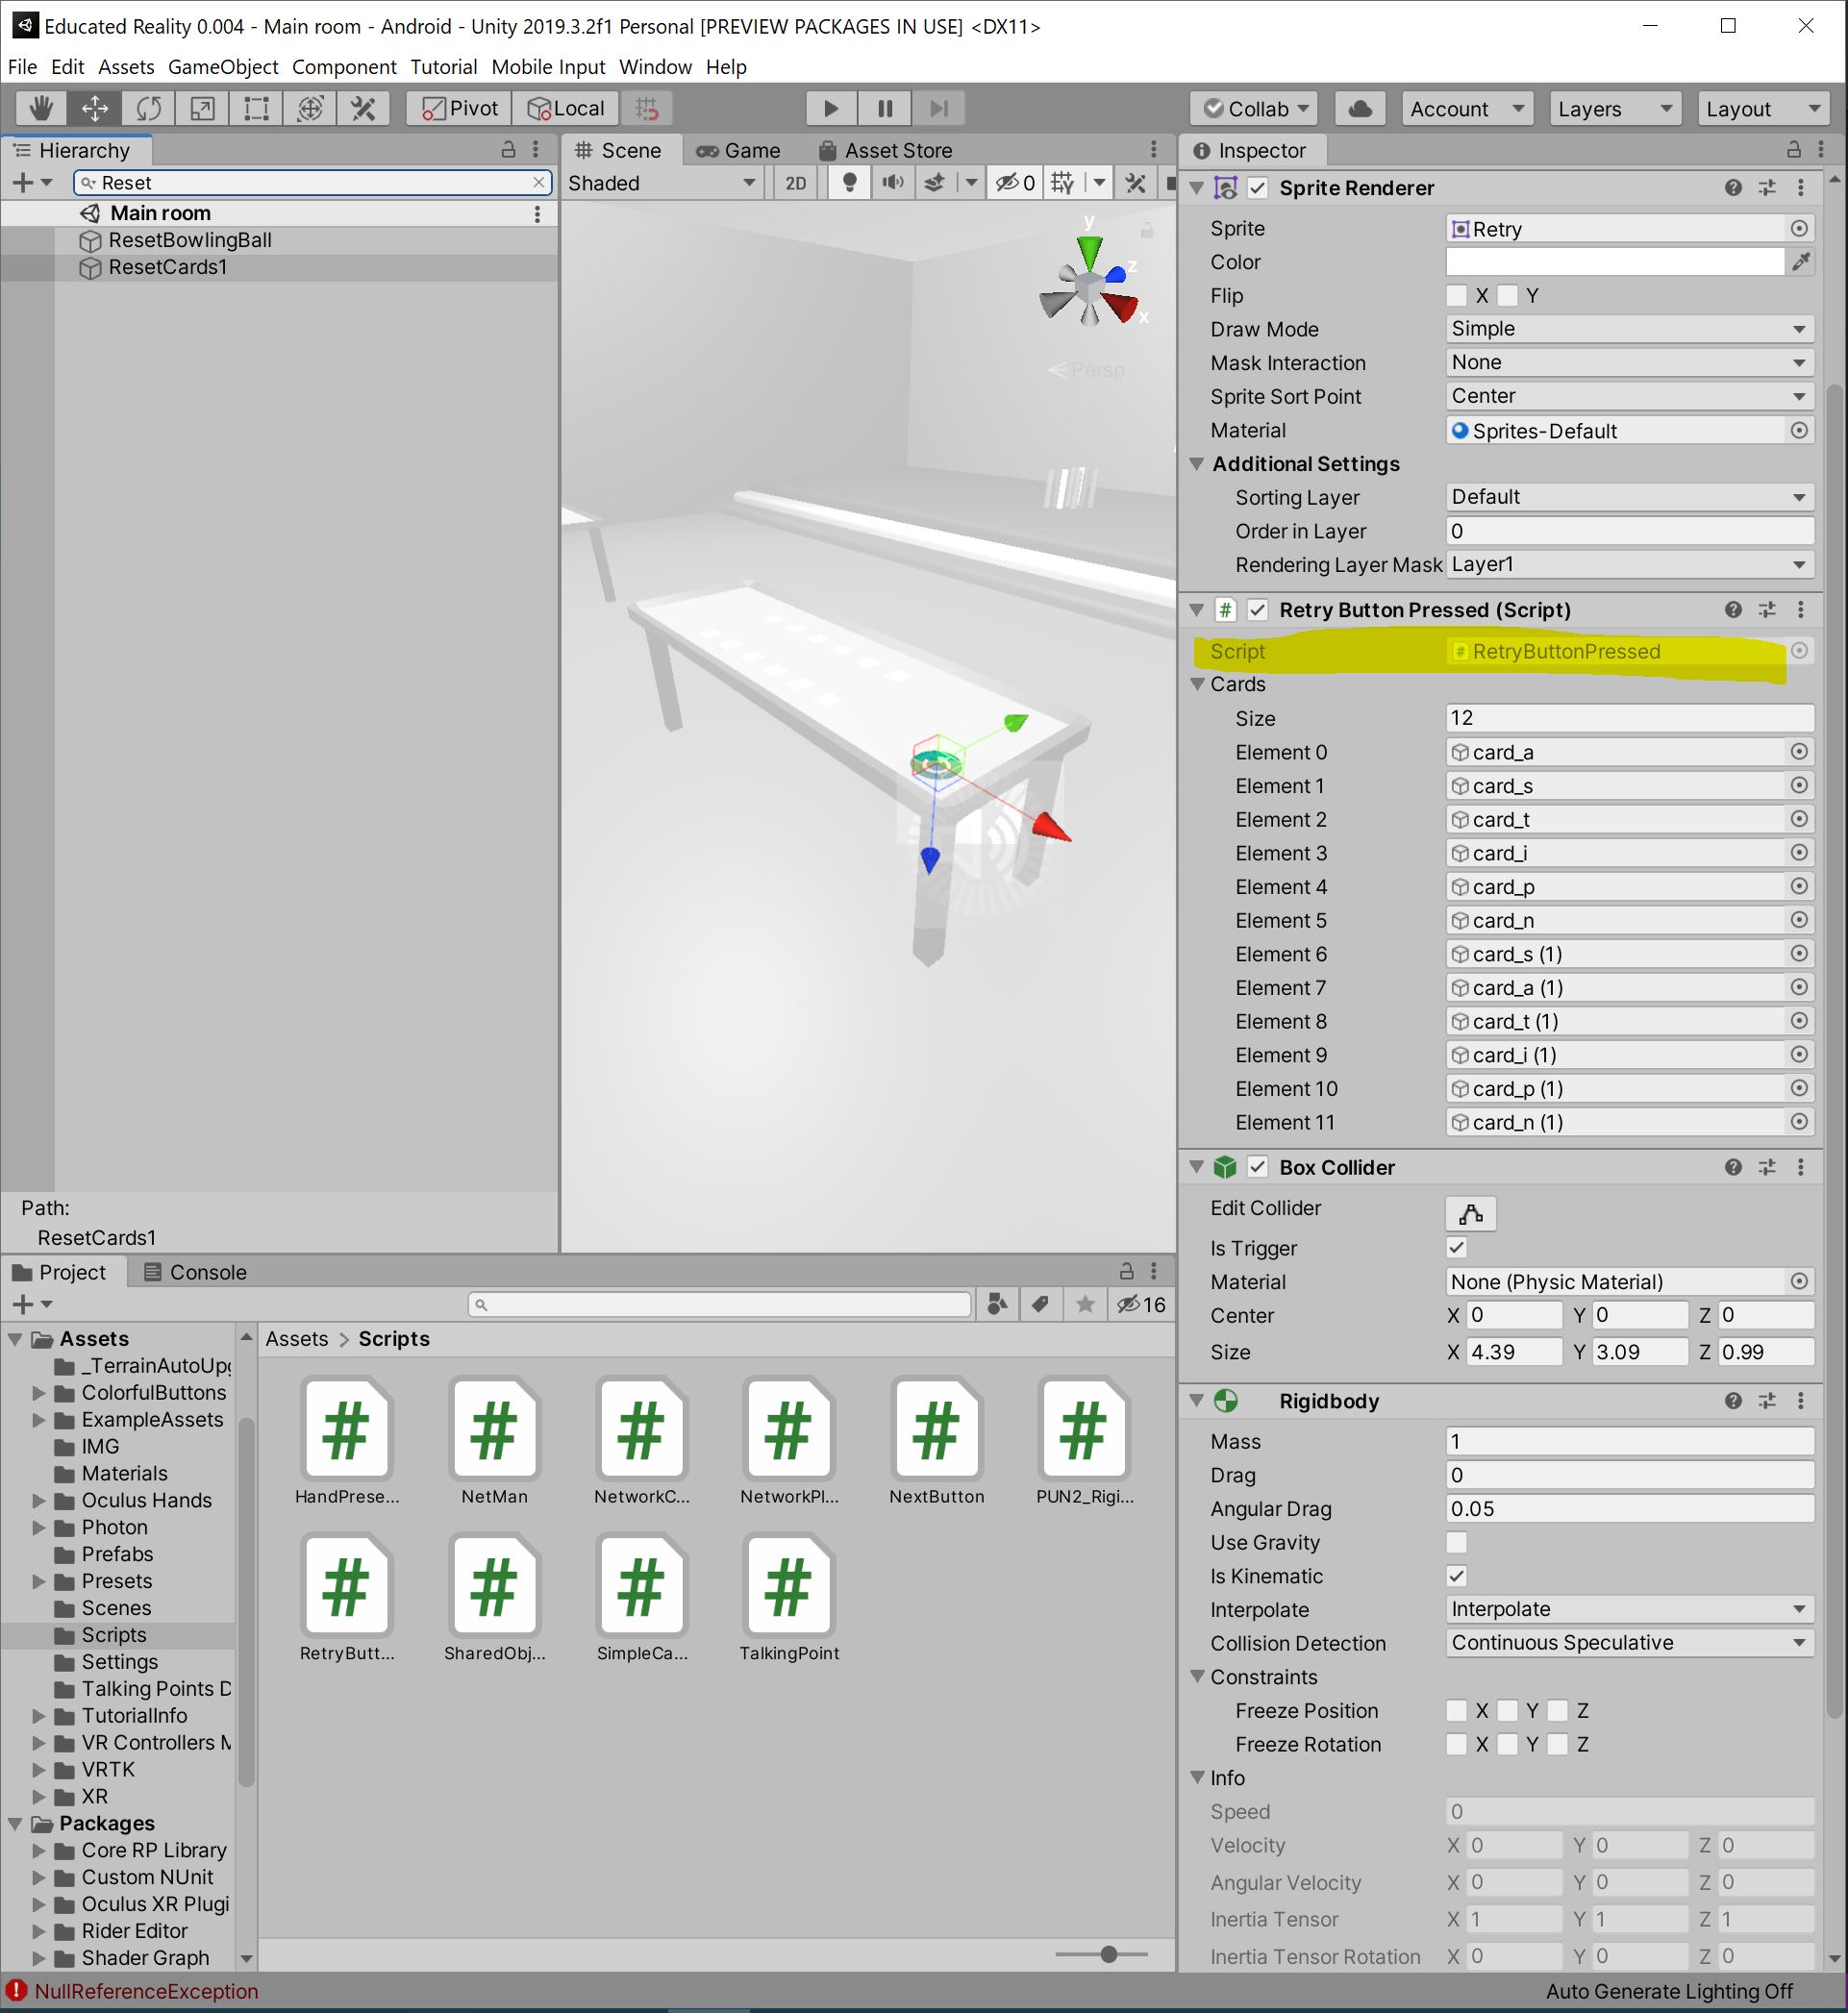 Educated Reality 0.004 - Main room - Android - Unity 2019.3.2f1 Personal [PREVIEW PACKAGES IN USE] <DX11>
File Edit Assets GameObject Component Tutorial Mobile Input Window Help
Pivot Local Collab Account Layers Layout
Hierarchy
Reset
Main room
ResetBowlingBall
ResetCards1
Path:
ResetCards1
Scene Game Asset Store
Shaded 2D 0
y
z
x
Persp
Inspector
Sprite Renderer
Sprite Retry
Color
Flip X Y
Draw Mode Simple
Mask Interaction None
Sprite Sort Point Center
Material Sprites-Default
Additional Settings
Sorting Layer Default
Order in Layer 0
Rendering Layer Mask Layer1
# Retry Button Pressed (Script)
Script # RetryButtonPressed
Cards
Size 12
Element 0 card_a
Element 1 card_s
Element 2 card_t
Element 3 card_i
Element 4 card_p
Element 5 card_n
Element 6 card_s (1)
Element 7 card_a (1)
Element 8 card_t (1)
Element 9 card_i (1)
Element 10 card_p (1)
Element 11 card_n (1)
Box Collider
Edit Collider
Is Trigger
Material None (Physic Material)
Center X 0 Y 0 Z 0
Size X 4.39 Y 3.09 Z 0.99
Rigidbody
Mass 1
Drag 0
Angular Drag 0.05
Use Gravity
Is Kinematic
Interpolate Interpolate
Collision Detection Continuous Speculative
Constraints
Freeze Position X Y Z
Freeze Rotation X Y Z
Info
Speed 0
Velocity X 0 Y 0 Z 0
Angular Velocity X 0 Y 0 Z 0
Inertia Tensor X 1 Y 1 Z 1
Inertia Tensor Rotation X 0 Y 0 Z 0
Project Console
16
Assets
_TerrainAutoUpg
ColorfulButtons
ExampleAssets
IMG
Materials
Oculus Hands
Photon
Prefabs
Presets
Scenes
Scripts
Settings
Talking Points D
TutorialInfo
VR Controllers M
VRTK
XR
Packages
Core RP Library
Custom NUnit
Oculus XR Plugi
Rider Editor
Shader Graph
Assets > Scripts
# # # # # #
HandPrese... NetMan NetworkC... NetworkPl... NextButton PUN2_Rigi...
# # # #
RetryButt... SharedObj... SimpleCa... TalkingPoint
NullReferenceException
Auto Generate Lighting Off